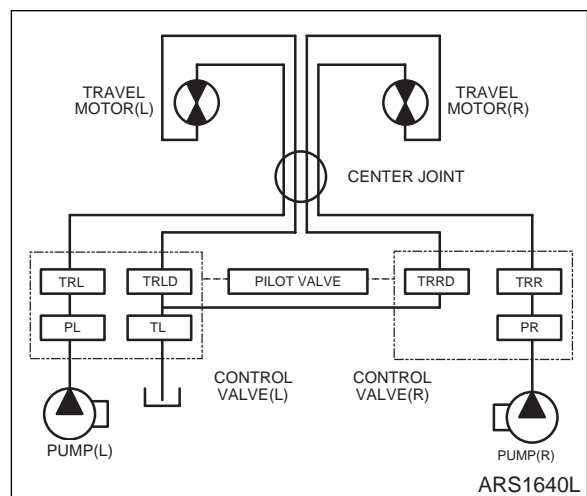 TRAVEL
MOTOR(L)
TRAVEL
MOTOR(R)
CENTER JOINT
TRL
TRLD
PILOT VALVE
TRRD
TRR
PL
TL
PR
CONTROL
VALVE(L)
CONTROL
VALVE(R)
PUMP(L)
PUMP(R)
ARS1640L